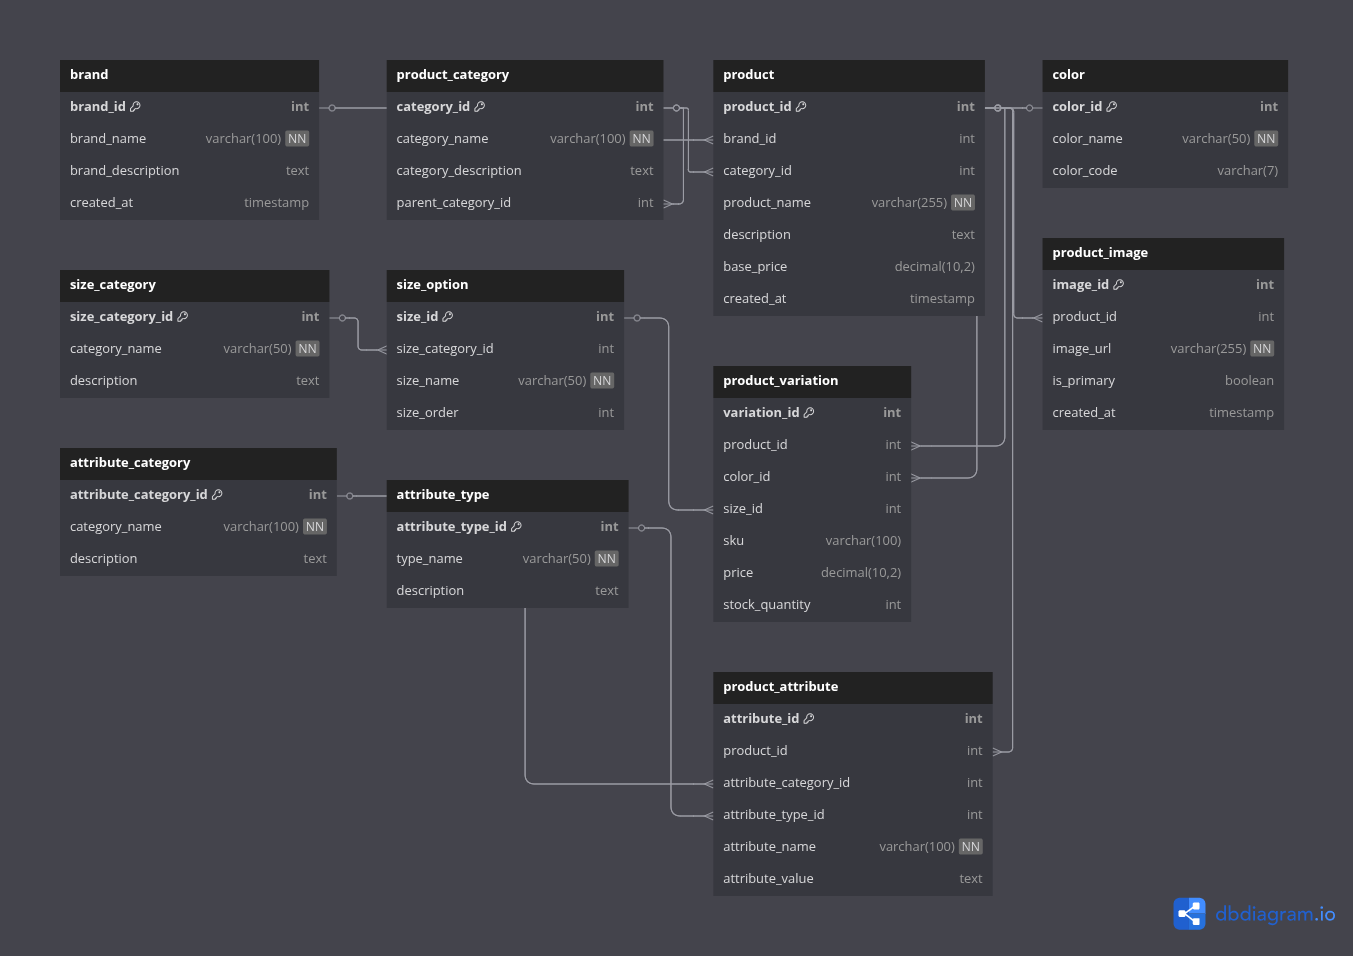 brand
brand_id int
brand_name varchar(100) NN
brand_description text
created_at timestamp
product_category
category_id int
category_name varchar(100) NN
category_description text
parent_category_id int
product
product_id int
brand_id int
category_id int
product_name varchar(255) NN
description text
base_price decimal(10,2)
created_at timestamp
color
color_id int
color_name varchar(50) NN
color_code varchar(7)
product_image
image_id int
product_id int
image_url varchar(255) NN
is_primary boolean
created_at timestamp
size_category
size_category_id int
category_name varchar(50) NN
description text
size_option
size_id int
size_category_id int
size_name varchar(50) NN
size_order int
product_variation
variation_id int
product_id int
color_id int
size_id int
sku varchar(100)
price decimal(10,2)
stock_quantity int
attribute_category
attribute_category_id int
category_name varchar(100) NN
description text
attribute_type
attribute_type_id int
type_name varchar(50) NN
description text
product_attribute
attribute_id int
product_id int
attribute_category_id int
attribute_type_id int
attribute_name varchar(100) NN
attribute_value text
dbdiagram.io